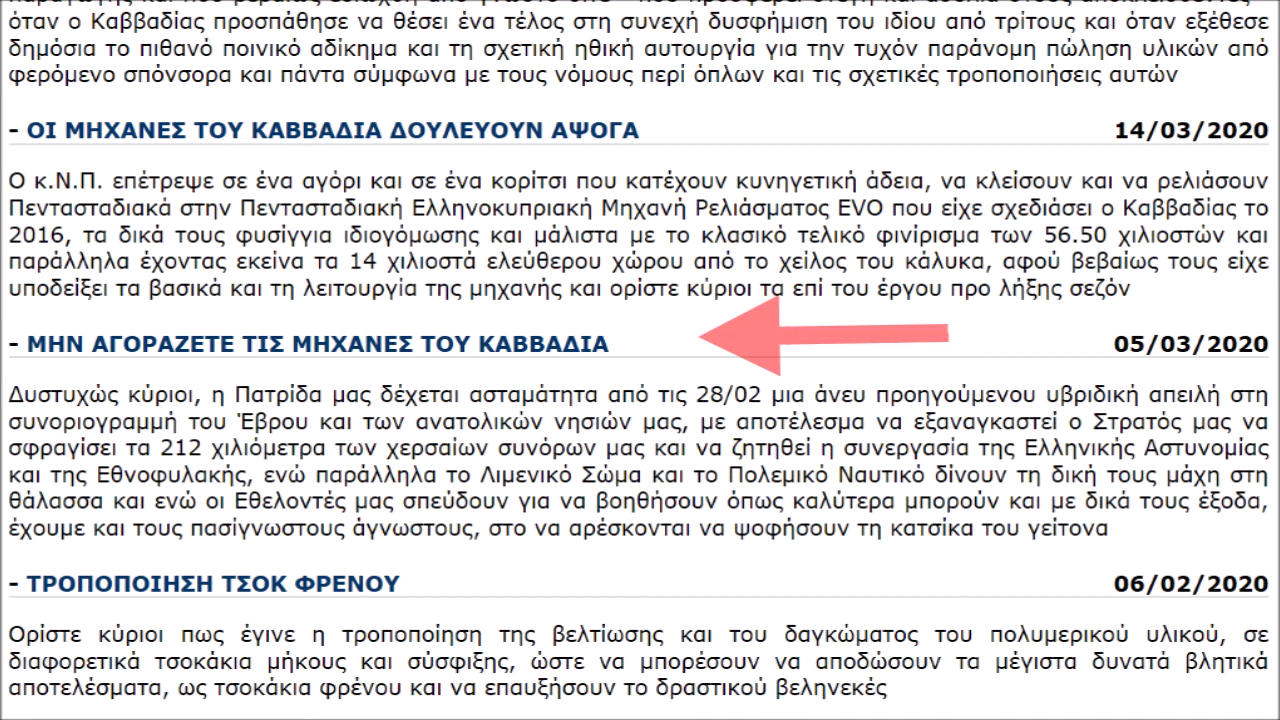 όταν ο Καββαδίας προσπάθησε να θέσει ένα τέλος στη συνεχή δυσφήμιση του ιδίου από τρίτους και όταν εξέθεσε
δημόσια το πιθανό ποινικό αδίκημα και τη σχετική ηθική αυτουργία για την τυχόν παράνομη πώληση υλικών από
φερόμενο σπόνσορα και πάντα σύμφωνα με τους νόμους περί όπλων και τις σχετικές τροποποιήσεις αυτών
- ΟΙ ΜΗΧΑΝΕΣ ΤΟΥ ΚΑΒΒΑΔΙΑ ΔΟΥΛΕΥΟΥΝ ΑΨΟΓΑ 14/03/2020
Ο κ.Ν.Π. επέτρεψε σε ένα αγόρι και σε ένα κορίτσι που κατέχουν κυνηγετική άδεια, να κλείσουν και να ρελιάσουν
Πεντασταδιακά στην Πεντασταδιακή Ελληνοκυπριακή Μηχανή Ρελιάσματος EVO που είχε σχεδιάσει ο Καββαδίας το
2016, τα δικά τους φυσίγγια ιδιογόμωσης και μάλιστα με το κλασικό τελικό φινίρισμα των 56.50 χιλιοστών και
παράλληλα έχοντας εκείνα τα 14 χιλιοστά ελεύθερου χώρου από το χείλος του κάλυκα, αφού βεβαίως τους είχε
υποδείξει τα βασικά και τη λειτουργία της μηχανής και ορίστε κύριοι τα επί του έργου προ λήξης σεζόν
- ΜΗΝ ΑΓΟΡΑΖΕΤΕ ΤΙΣ ΜΗΧΑΝΕΣ ΤΟΥ ΚΑΒΒΑΔΙΑ 05/03/2020
Δυστυχώς κύριοι, η Πατρίδα μας δέχεται ασταμάτητα από τις 28/02 μια άνευ προηγούμενου υβριδική απειλή στη
συνοριογραμμή του Έβρου και των ανατολικών νησιών μας, με αποτέλεσμα να εξαναγκαστεί ο Στρατός μας να
σφραγίσει τα 212 χιλιόμετρα των χερσαίων συνόρων μας και να ζητηθεί η συνεργασία της Ελληνικής Αστυνομίας
και της Εθνοφυλακής, ενώ παράλληλα το Λιμενικό Σώμα και το Πολεμικό Ναυτικό δίνουν τη δική τους μάχη στη
θάλασσα και ενώ οι Εθελοντές μας σπεύδουν για να βοηθήσουν όπως καλύτερα μπορούν και με δικά τους έξοδα,
έχουμε και τους πασίγνωστους άγνωστους, στο να αρέσκονται να ψοφήσουν τη κατσίκα του γείτονα
- ΤΡΟΠΟΠΟΙΗΣΗ ΤΣΟΚ ΦΡΕΝΟΥ 06/02/2020
Ορίστε κύριοι πως έγινε η τροποποίηση της βελτίωσης και του δαγκώματος του πολυμερικού υλικού, σε
διαφορετικά τσοκάκια μήκους και σύσφιξης, ώστε να μπορέσουν να αποδώσουν τα μέγιστα δυνατά βλητικά
αποτελέσματα, ως τσοκάκια φρένου και να επαυξήσουν το δραστικού βεληνεκές